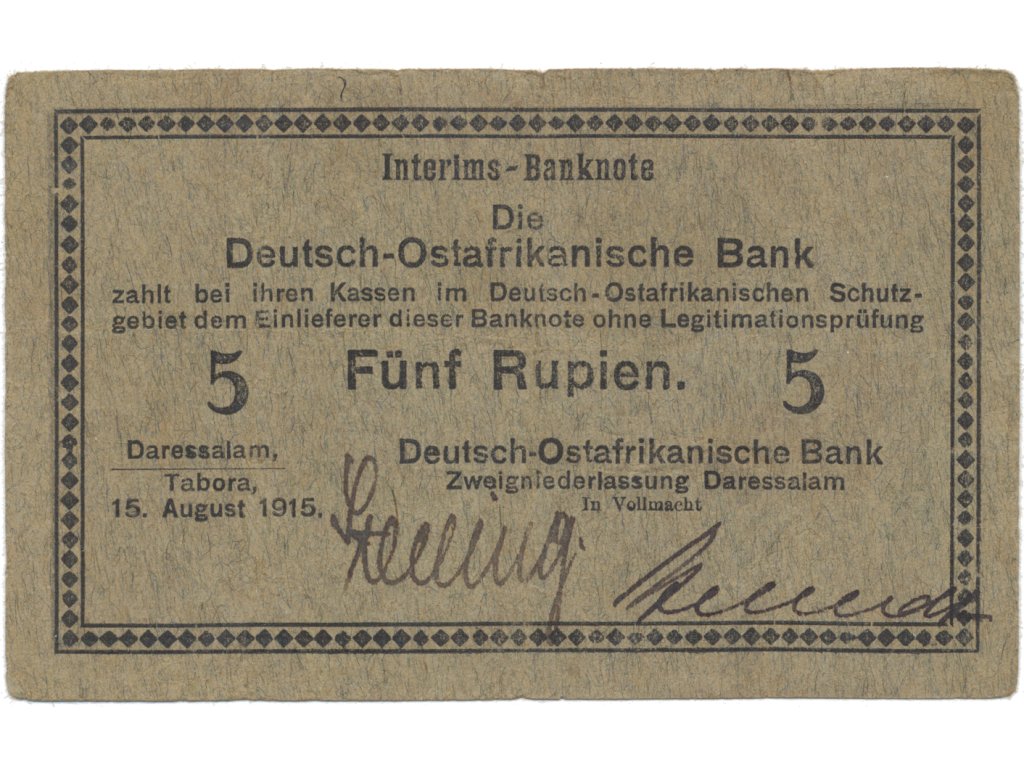 Interims-Banknote
Die
Deutsch-Ostafrikanische Bank
zahlt bei ihren Kassen im Deutsch-Ostafrikanischen Schutz-
gebiet dem Einlieferer dieser Banknote ohne Legitimationsprüfung
5 Fünf Rupien. 5
Daressalam,
Tabora,
15. August 1915.
Deutsch-Ostafrikanische Bank
Zweigniederlassung Daressalam
In Vollmacht